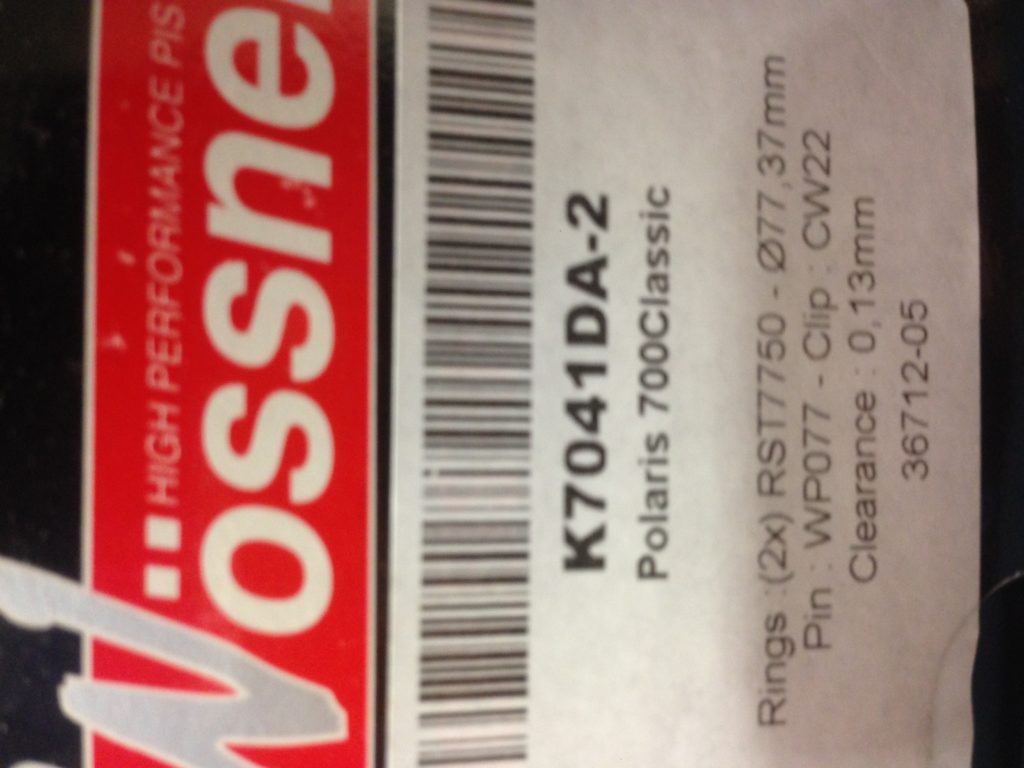 HIGH PERFORMANCE PIS
Wössne
K7041DA-2
Polaris 700Classic
Rings :(2x) RST7750 - Ø77,37mm
Pin : WP077 - Clip : CW22
Clearance : 0,13mm
36712-05